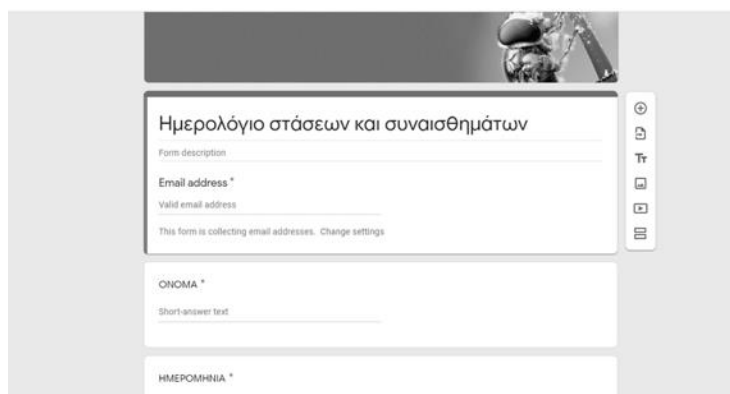 Ημερολόγιο στάσεων και συναισθημάτων
Form description
Email address *
Valid email address
This form is collecting email addresses. Change settings
ΟΝΟΜΑ *
Short-answer text
ΗΜΕΡΟΜΗΝΙΑ *
Tт